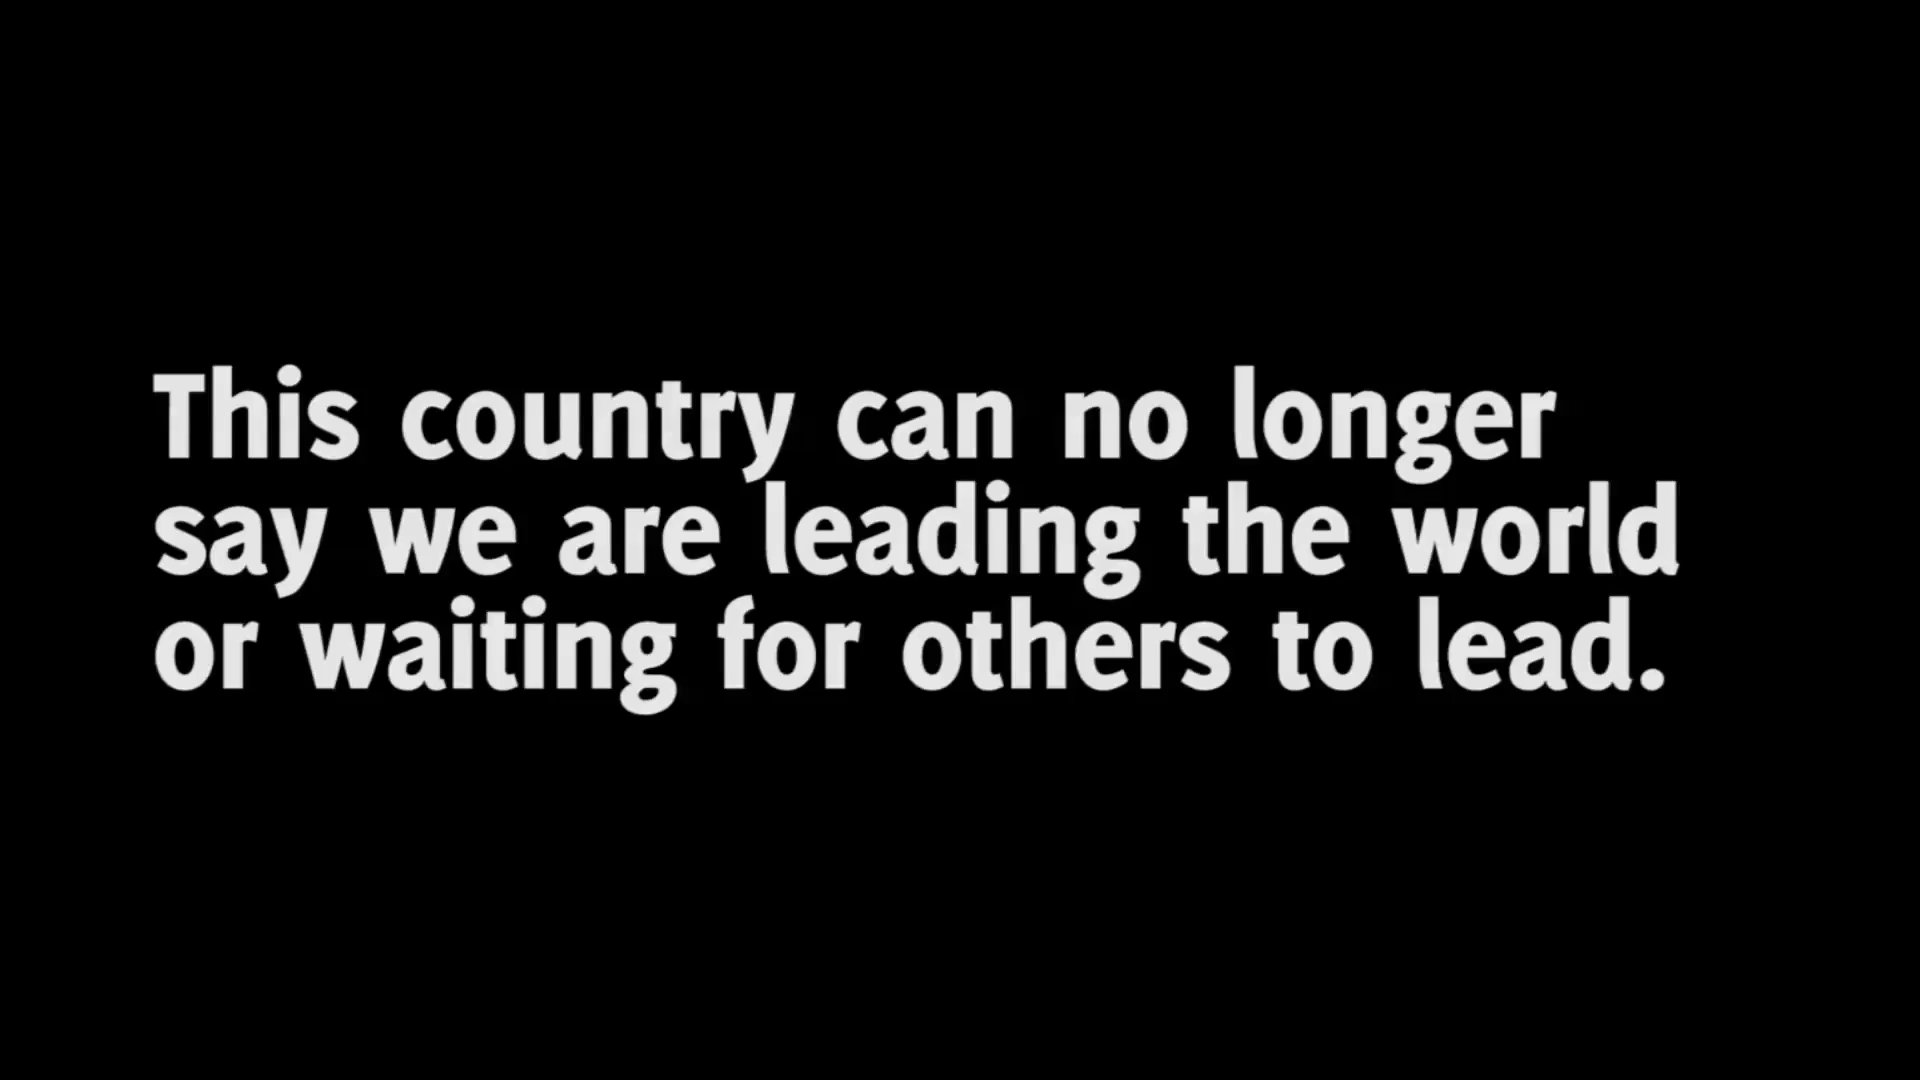 This country can no longer
say we are leading the world
or waiting for others to lead.